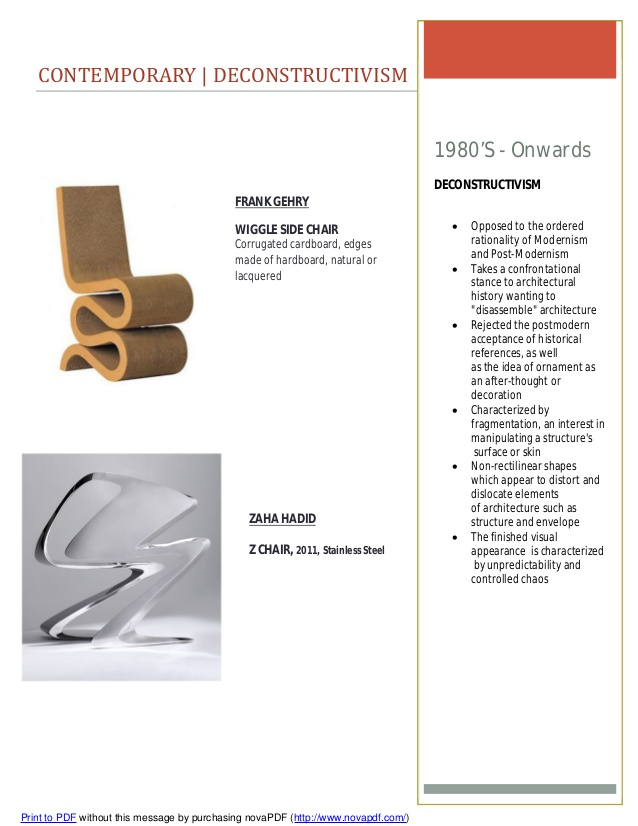 CONTEMPORARY | DECONSTRUCTIVISM
FRANK GEHRY
WIGGLE SIDE CHAIR
Corrugated cardboard, edges
made of hardboard, natural or
lacquered
ZAHA HADID
Z CHAIR, 2011, Stainless Steel
1980'S - Onwards
DECONSTRUCTIVISM
• Opposed to the ordered
rationality of Modernism
and Post-Modernism
• Takes a confrontational
stance to architectural
history wanting to
"disassemble" architecture
• Rejected the postmodern
acceptance of historical
references, as well
as the idea of ornament as
an after-thought or
decoration
• Characterized by
fragmentation, an interest in
manipulating a structure's
surface or skin
• Non-rectilinear shapes
which appear to distort and
dislocate elements
of architecture such as
structure and envelope
• The finished visual
appearance is characterized
by unpredictability and
controlled chaos
Print to PDF without this message by purchasing novaPDF (http://www.novapdf.com/)